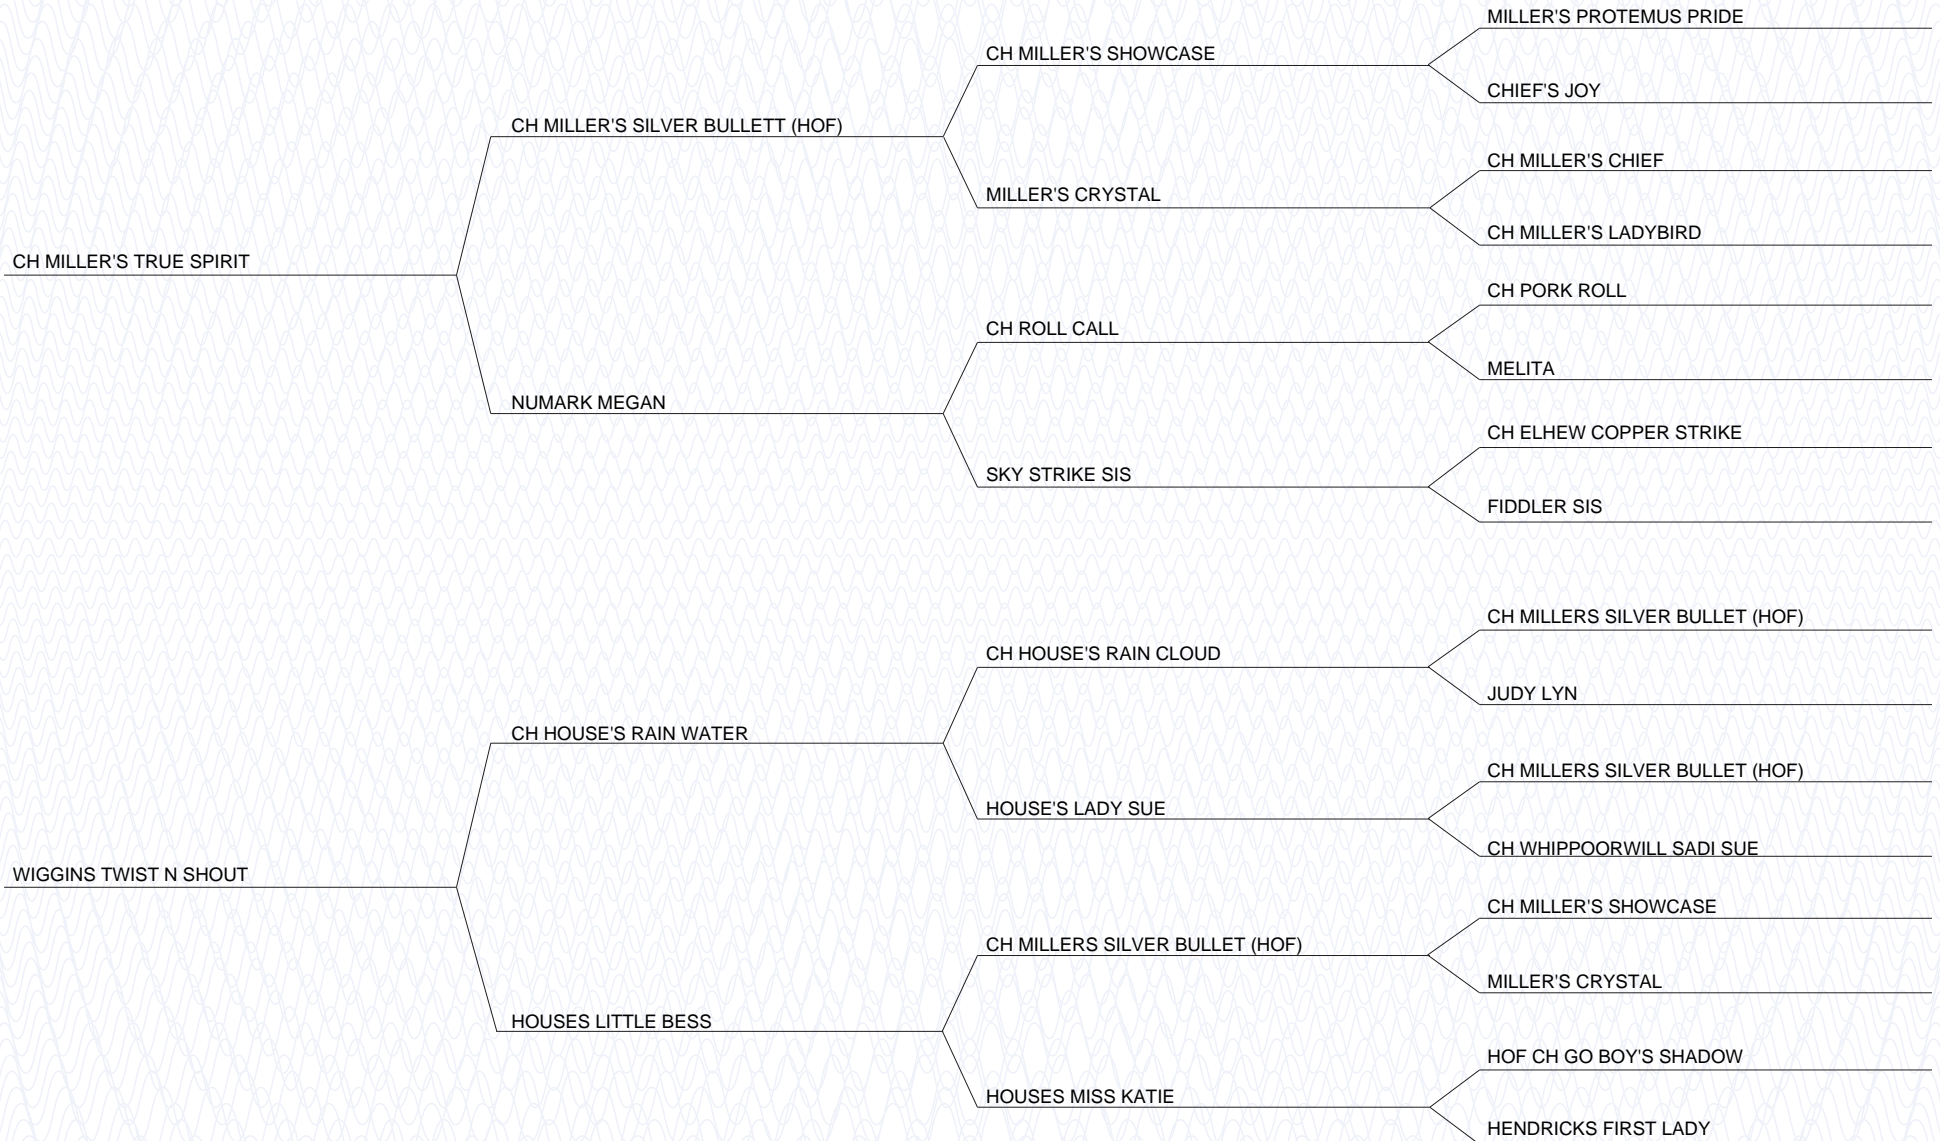 MILLER'S PROTEMUS PRIDE
CH MILLER'S SHOWCASE
CHIEF'S JOY
CH MILLER'S SILVER BULLETT (HOF)
CH MILLER'S CHIEF
MILLER'S CRYSTAL
CH MILLER'S LADYBIRD
CH MILLER'S TRUE SPIRIT
CH PORK ROLL
CH ROLL CALL
MELITA
NUMARK MEGAN
CH ELHEW COPPER STRIKE
SKY STRIKE SIS
FIDDLER SIS
CH MILLERS SILVER BULLET (HOF)
CH HOUSE'S RAIN CLOUD
JUDY LYN
CH HOUSE'S RAIN WATER
CH MILLERS SILVER BULLET (HOF)
HOUSE'S LADY SUE
CH WHIPPOORWILL SADI SUE
WIGGINS TWIST N SHOUT
CH MILLER'S SHOWCASE
CH MILLERS SILVER BULLET (HOF)
MILLER'S CRYSTAL
HOUSES LITTLE BESS
HOF CH GO BOY'S SHADOW
HOUSES MISS KATIE
HENDRICKS FIRST LADY